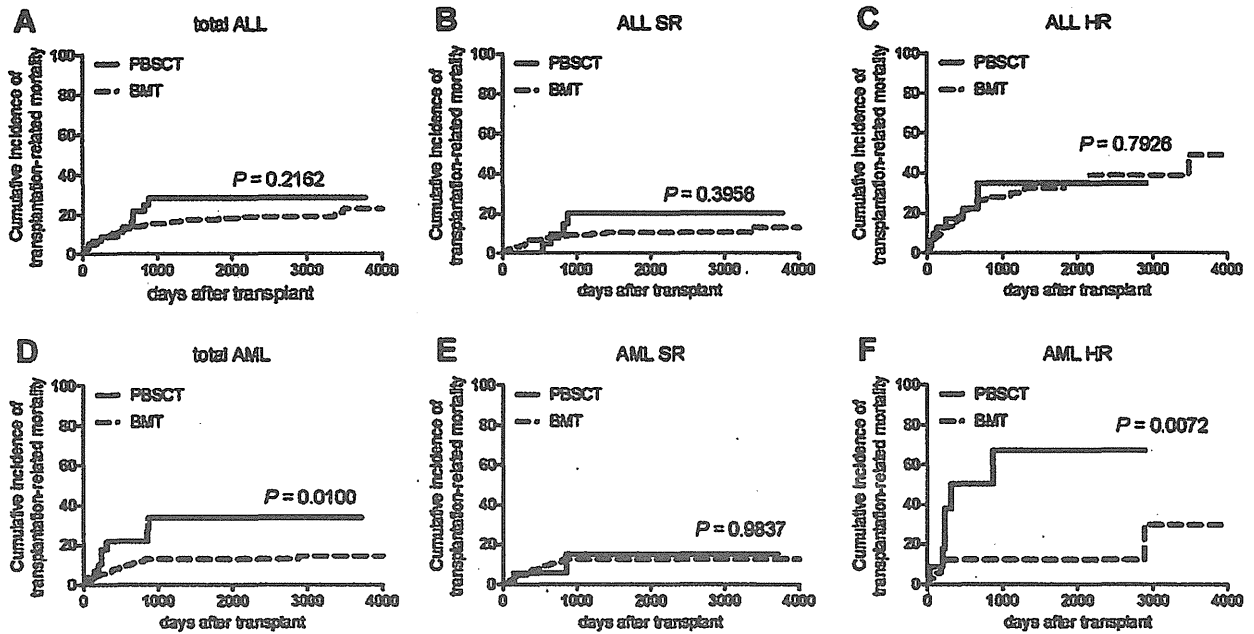 A
total ALL
Cumulative incidence of
transplantation-related mortality
100
80
60
40
20
0
PBSCT
BMT
P = 0.2162
0 1000 2000 3000 4000
days after transplant
B
ALL SR
Cumulative incidence of
transplantation-related mortality
100
80
60
40
20
0
PBSCT
BMT
P = 0.3956
0 1000 2000 3000 4000
days after transplant
C
ALL HR
Cumulative incidence of
transplantation-related mortality
100
80
60
40
20
0
PBSCT
BMT
P = 0.7926
0 1000 2000 3000 4000
days after transplant
D
total AML
Cumulative incidence of
transplantation-related mortality
100
80
60
40
20
0
PBSCT
BMT
P = 0.0100
0 1000 2000 3000 4000
days after transplant
E
AML SR
Cumulative incidence of
transplantation-related mortality
100
80
60
40
20
0
PBSCT
BMT
P = 0.9837
0 1000 2000 3000 4000
days after transplant
F
AML HR
Cumulative incidence of
transplantation-related mortality
100
80
60
40
20
0
PBSCT
BMT
P = 0.0072
0 1000 2000 3000 4000
days after transplant